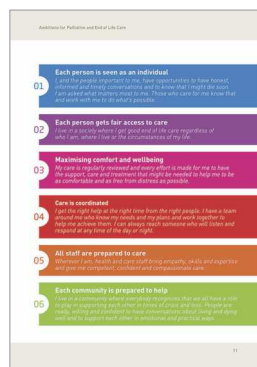 Ambitions for Palliative and End of Life Care
01
Each person is seen as an individual
I, and the people important to me, have opportunities to have honest,
informed and timely conversations and to know that I might die soon.
I am asked what matters most to me. Those who care for me know that
and work with me to do what's possible.
02
Each person gets fair access to care
I live in a society where I get good end of life care regardless of
who I am, where I live or the circumstances of my life.
03
Maximising comfort and wellbeing
My care is regularly reviewed and every effort is made for me to have
the support, care and treatment that might be needed to help me to be
as comfortable and as free from distress as possible.
04
Care is coordinated
I get the right help at the right time from the right people. I have a team
around me who know my needs and my plans and work together to
help me achieve them. I can always reach someone who will listen and
respond at any time of the day or night.
05
All staff are prepared to care
Wherever I am, health and care staff bring empathy, skills and expertise
and give me competent, confident and compassionate care.
06
Each community is prepared to help
I live in a community where everybody recognises that we all have a role
to play in supporting each other in times of crisis and loss. People are
ready, willing and confident to have conversations about living and dying
well and to support each other in emotional and practical ways.
11